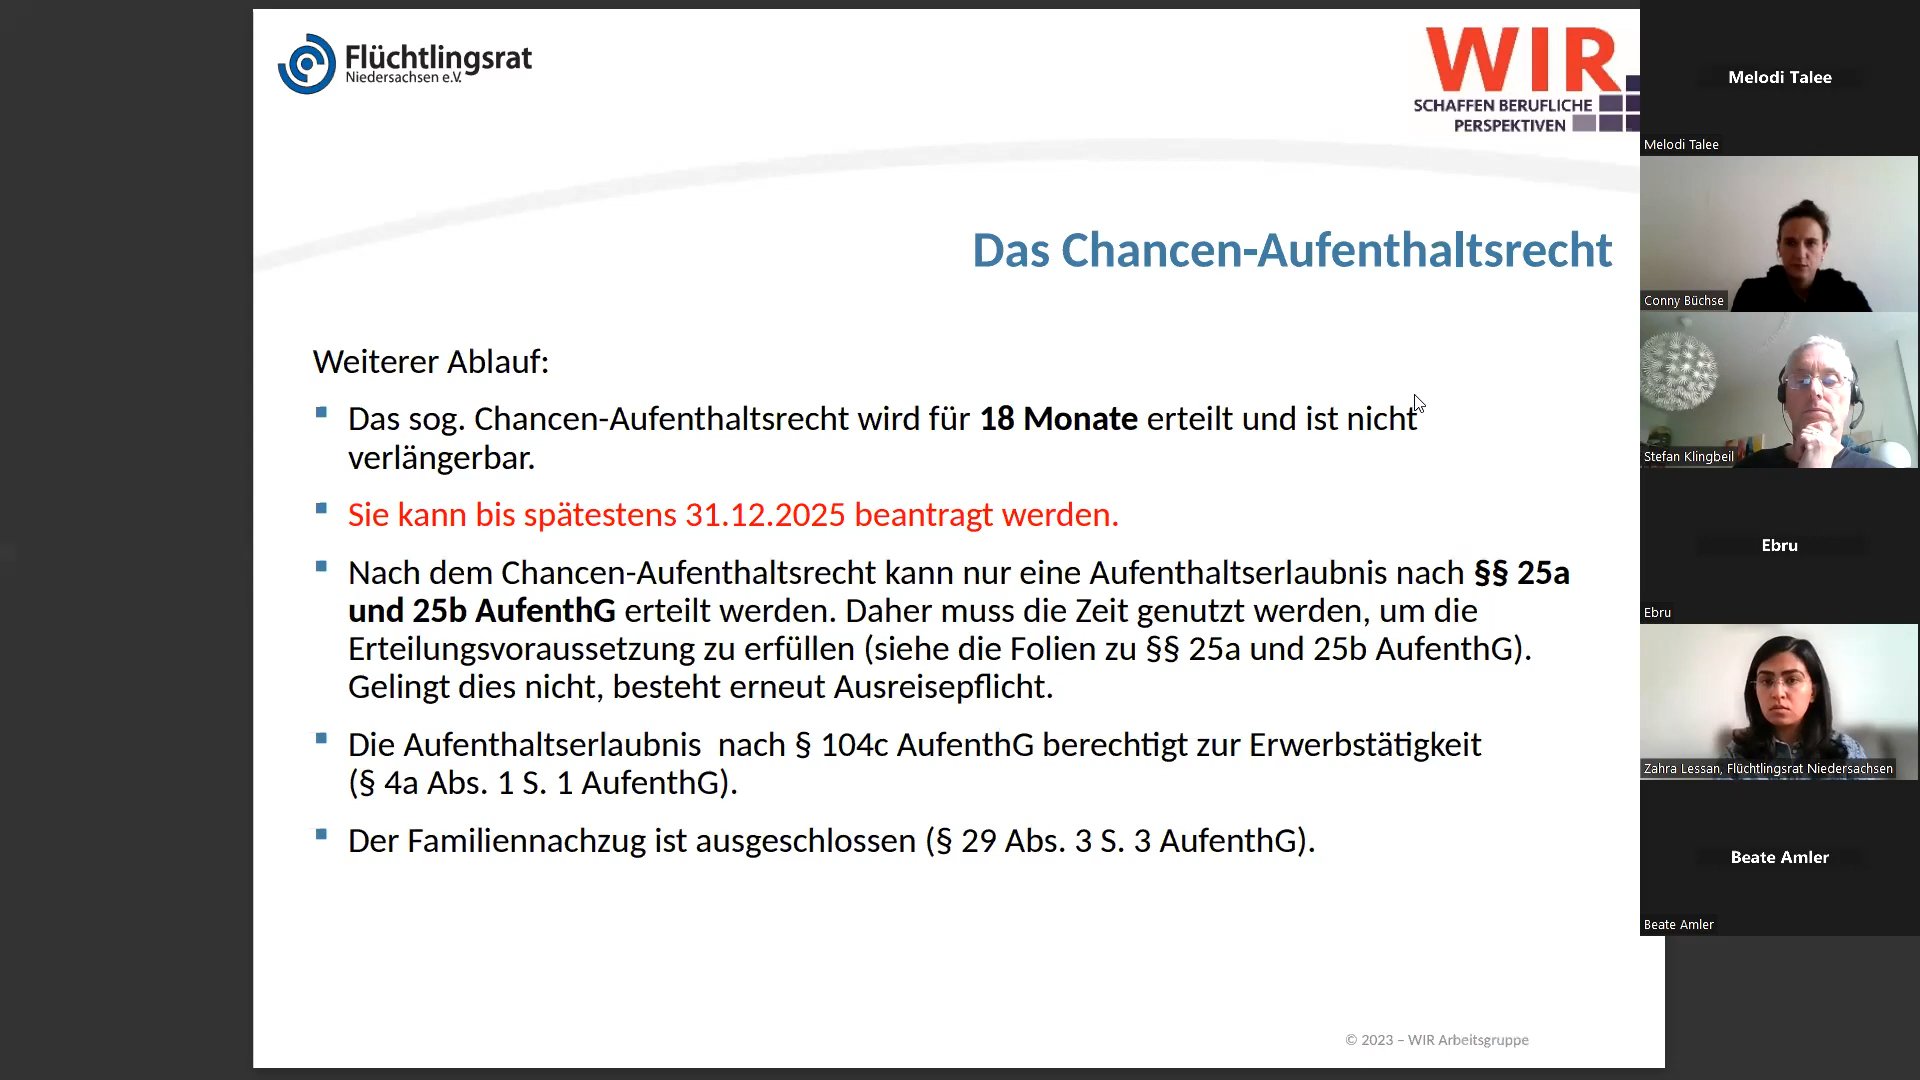 Flüchtlingsrat
Niedersachsen e.V.
WIR
SCHAFFEN BERUFLICHE
PERSPEKTIVEN
Das Chancen-Aufenthaltsrecht
Weiterer Ablauf:
Das sog. Chancen-Aufenthaltsrecht wird für 18 Monate erteilt und ist nicht
verlängerbar.
Sie kann bis spätestens 31.12.2025 beantragt werden.
Nach dem Chancen-Aufenthaltsrecht kann nur eine Aufenthaltserlaubnis nach §§ 25a
und 25b AufenthG erteilt werden. Daher muss die Zeit genutzt werden, um die
Erteilungsvoraussetzung zu erfüllen (siehe die Folien zu §§ 25a und 25b AufenthG).
Gelingt dies nicht, besteht erneut Ausreisepflicht.
Die Aufenthaltserlaubnis  nach § 104c AufenthG berechtigt zur Erwerbstätigkeit
(§ 4a Abs. 1 S. 1 AufenthG).
Der Familiennachzug ist ausgeschlossen (§ 29 Abs. 3 S. 3 AufenthG).
© 2023 – WIR Arbeitsgruppe
Melodi Talee
Melodi Talee
Conny Büchse
Stefan Klingbeil
Ebru
Ebru
Zahra Lessan, Flüchtlingsrat Niedersachsen
Beate Amler
Beate Amler